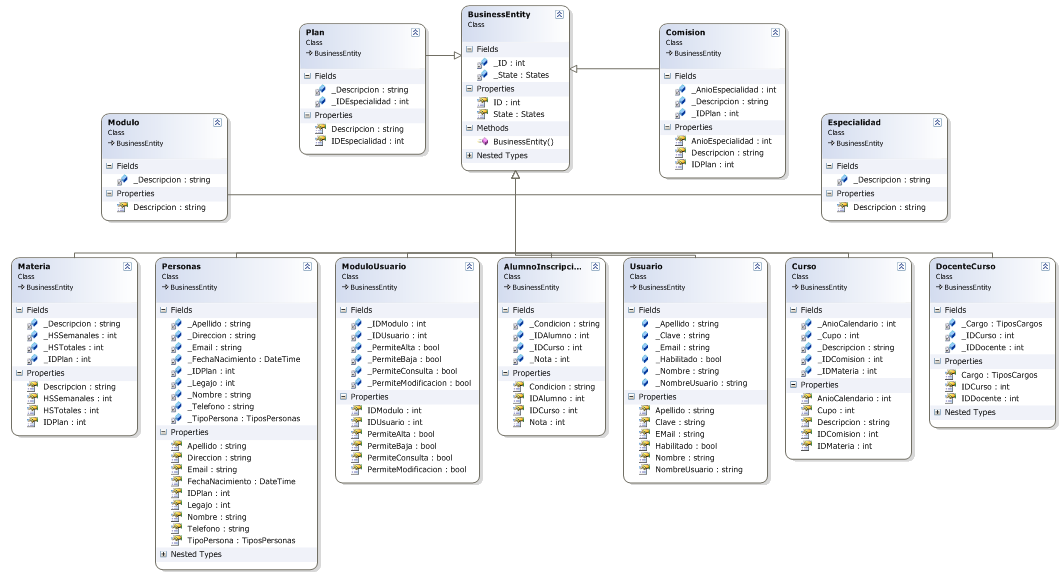 BusinessEntity
Class
Fields
_ID : int
_State : States
Properties
ID : int
State : States
Methods
BusinessEntity()
Nested Types
Plan
Class
BusinessEntity
Fields
_Descripcion : string
_IDEspecialidad : int
Properties
Descripcion : string
IDEspecialidad : int
Comision
Class
BusinessEntity
Fields
_AnioEspecialidad : int
_Descripcion : string
_IDPlan : int
Properties
AnioEspecialidad : int
Descripcion : string
IDPlan : int
Modulo
Class
BusinessEntity
Fields
_Descripcion : string
Properties
Descripcion : string
Especialidad
Class
BusinessEntity
Fields
_Descripcion : string
Properties
Descripcion : string
Materia
Class
BusinessEntity
Fields
_Descripcion : string
_HSSemanales : int
_HSTotales : int
_IDPlan : int
Properties
Descripcion : string
HSSemanales : int
HSTotales : int
IDPlan : int
Personas
Class
BusinessEntity
Fields
_Apellido : string
_Direccion : string
_Email : string
_FechaNacimiento : DateTime
_IDPlan : int
_Legajo : int
_Nombre : string
_Telefono : string
_TipoPersona : TiposPersonas
Properties
Apellido : string
Direccion : string
Email : string
FechaNacimiento : DateTime
IDPlan : int
Legajo : int
Nombre : string
Telefono : string
TipoPersona : TiposPersonas
Nested Types
ModuloUsuario
Class
BusinessEntity
Fields
_IDModulo : int
_IDUsuario : int
_PermiteAlta : bool
_PermiteBaja : bool
_PermiteConsulta : bool
_PermiteModificacion : bool
Properties
IDModulo : int
IDUsuario : int
PermiteAlta : bool
PermiteBaja : bool
PermiteConsulta : bool
PermiteModificacion : bool
AlumnoInscripci...
Class
BusinessEntity
Fields
_Condicion : string
_IDAlumno : int
_IDCurso : int
_Nota : int
Properties
Condicion : string
IDAlumno : int
IDCurso : int
Nota : int
Usuario
Class
BusinessEntity
Fields
_Apellido : string
_Clave : string
_Email : string
_Habilitado : bool
_Nombre : string
_NombreUsuario : string
Properties
Apellido : string
Clave : string
EMail : string
Habilitado : bool
Nombre : string
NombreUsuario : string
Curso
Class
BusinessEntity
Fields
_AnioCalendario : int
_Cupo : int
_Descripcion : string
_IDComision : int
_IDMateria : int
Properties
AnioCalendario : int
Cupo : int
Descripcion : string
IDComision : int
IDMateria : int
DocenteCurso
Class
BusinessEntity
Fields
_Cargo : TiposCargos
_IDCurso : int
_IDDocente : int
Properties
Cargo : TiposCargos
IDCurso : int
IDDocente : int
Nested Types